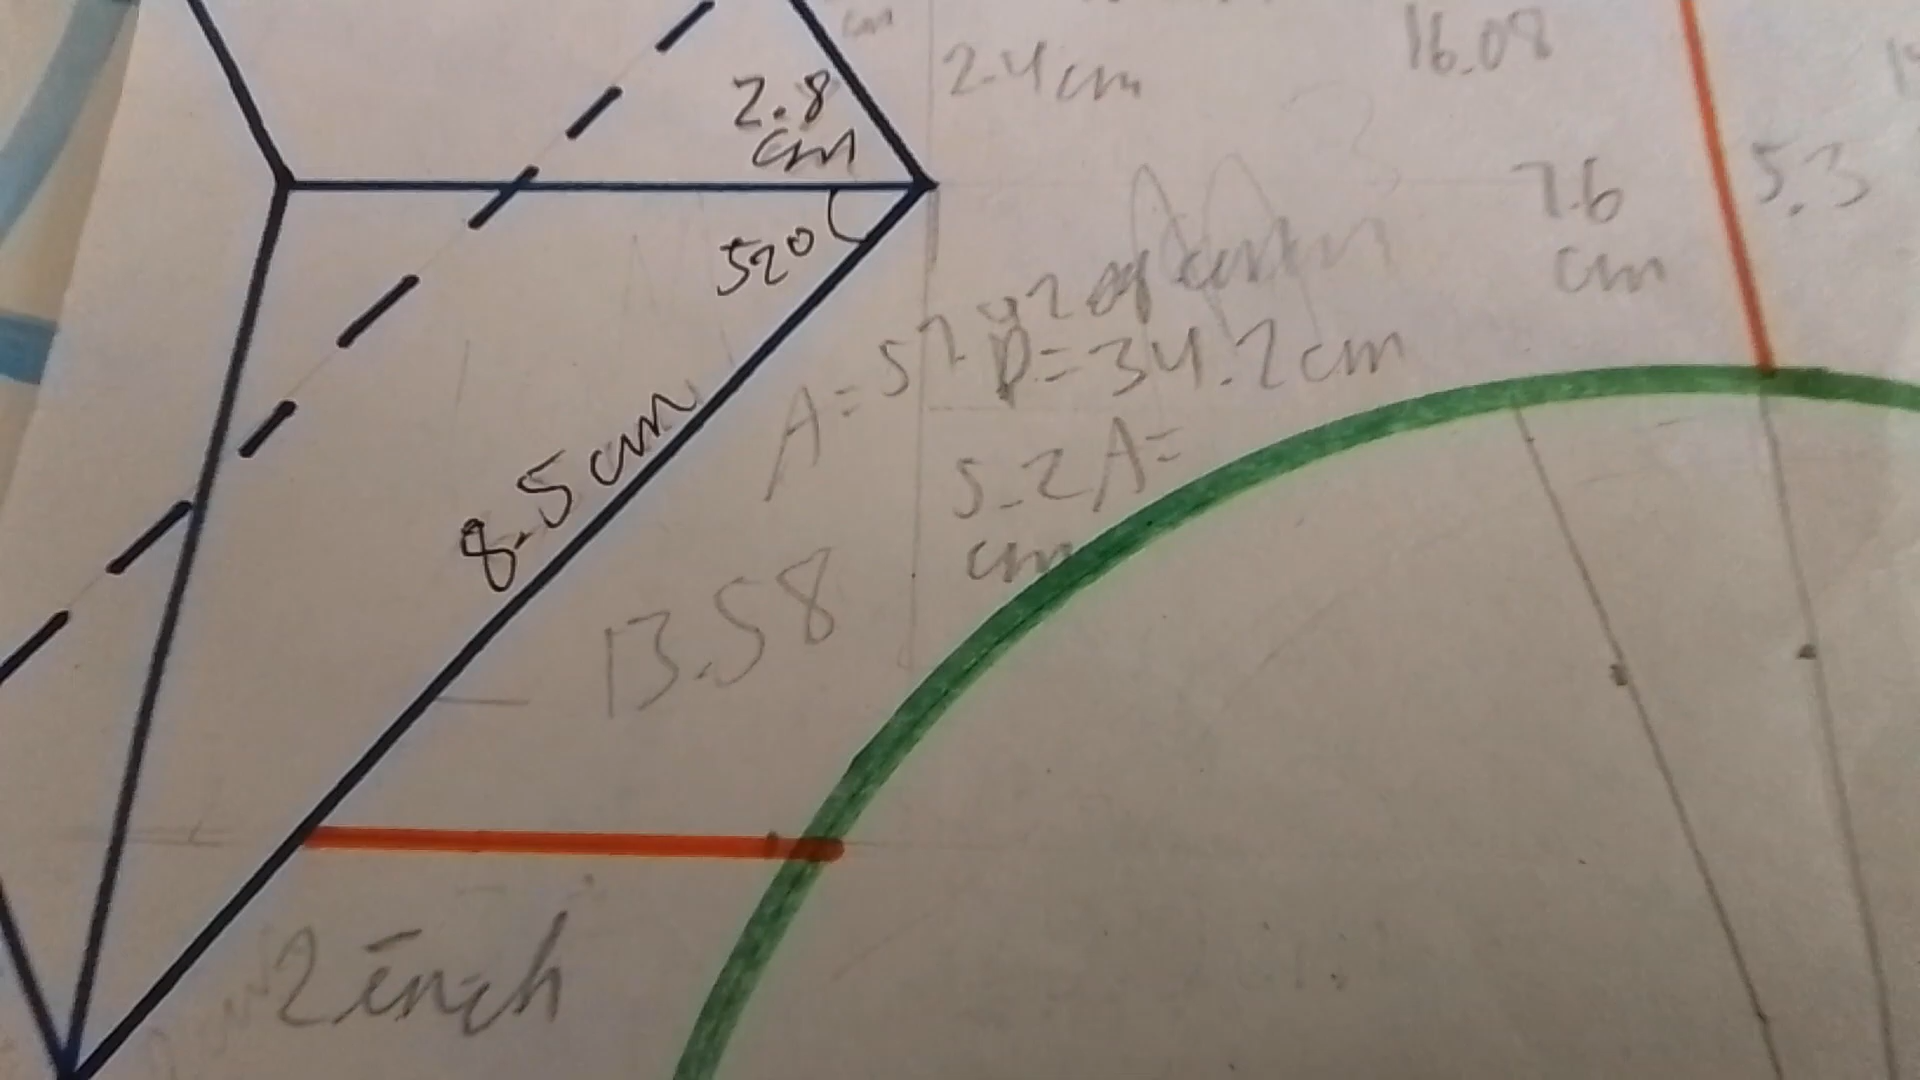 cm
2.4cm
16.08
2.8
cm
7.6
cm
5.3
52°
P=34.2cm
8.5cm
A=
5.2
cm
A=
13.58
2inch